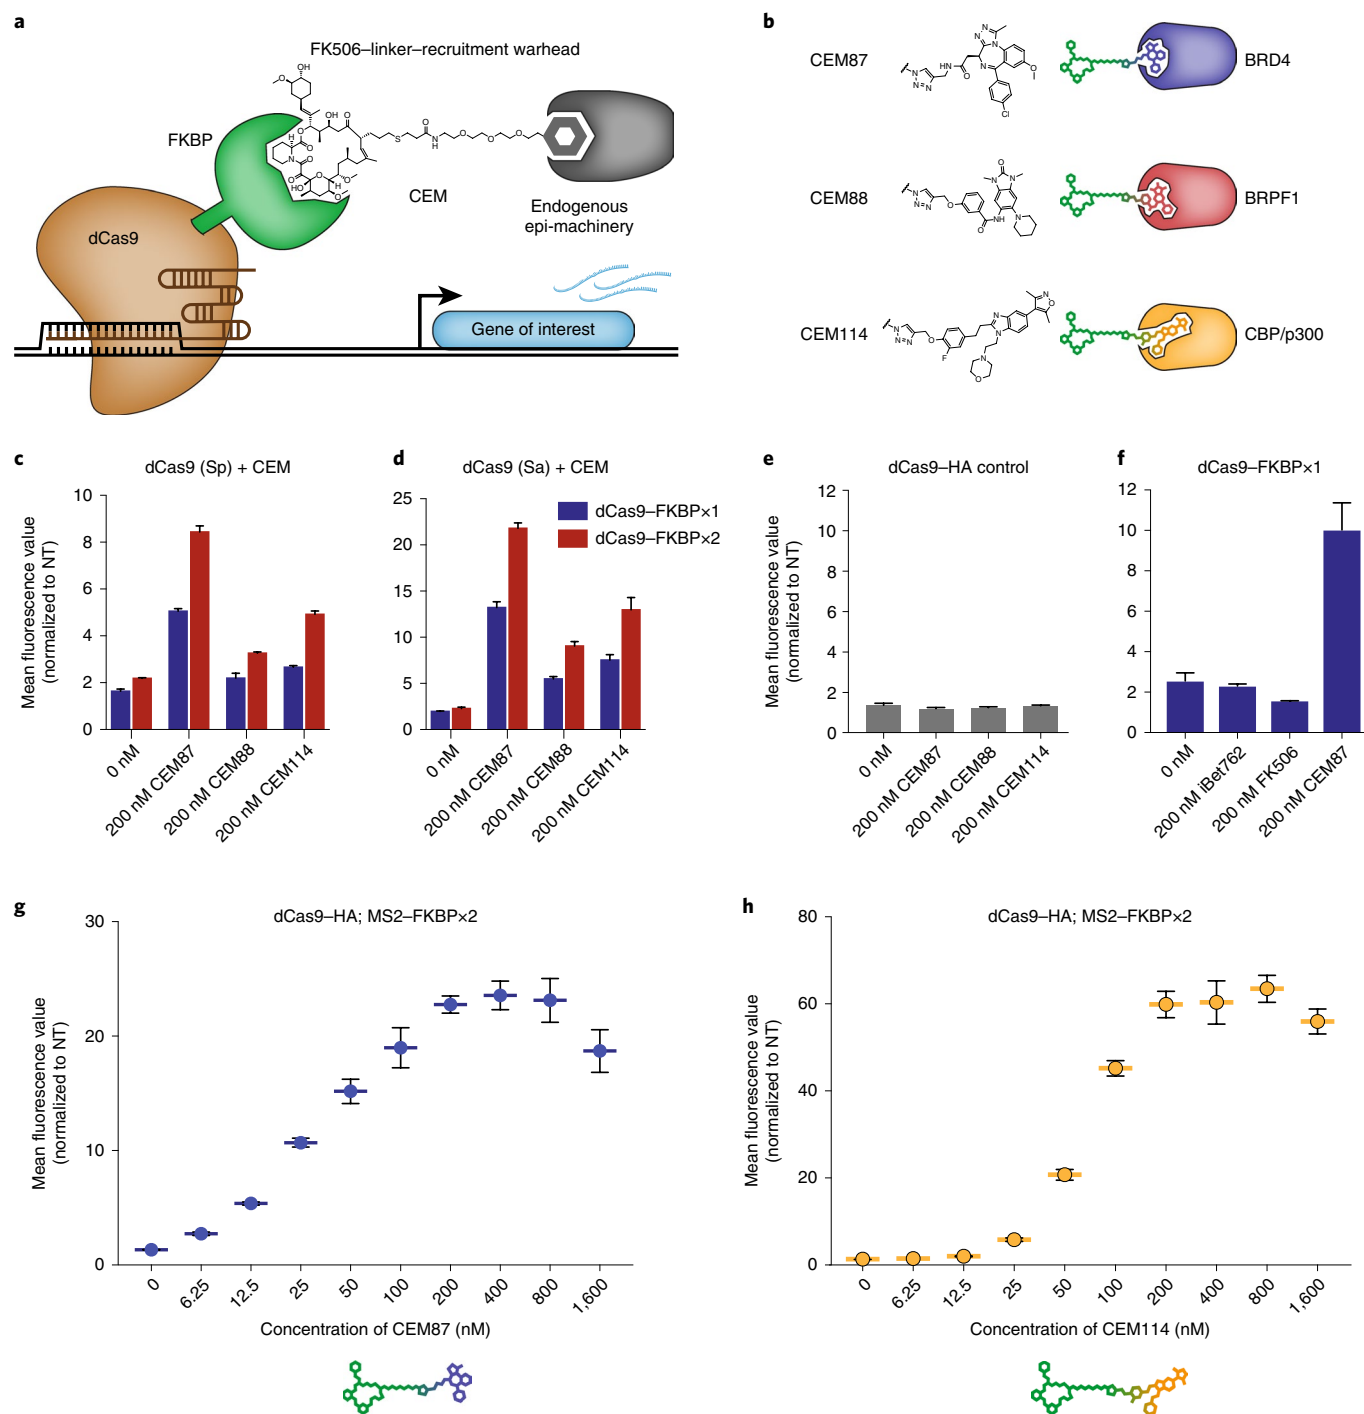 a
FK506–linker–recruitment warhead
FKBP
dCas9
CEM
Endogenous
epi-machinery
Gene of interest
OH
O
OH
O
O
H
N
O
O
O
HO
O
H
O
O
S
O
N
H
O
O
O
b
CEM87
N
N
N
N
N
N
NH
O
N
O
Cl
BRD4
CEM88
N
N
N
O
O
N
N
O
NH
N
BRPF1
CEM114
N
N
N
O
F
N
N
N
O
N
O
CBP/p300
c
dCas9 (Sp) + CEM
Mean fluorescence value
(normalized to NT)
10
8
6
4
2
0
0 nM
200 nM CEM87
200 nM CEM88
200 nM CEM114
d
dCas9 (Sa) + CEM
25
20
15
10
5
0
dCas9–FKBP×1
dCas9–FKBP×2
0 nM
200 nM CEM87
200 nM CEM88
200 nM CEM114
e
dCas9–HA control
Mean fluorescence value
(normalized to NT)
12
10
8
6
4
2
0
0 nM
200 nM CEM87
200 nM CEM88
200 nM CEM114
f
dCas9–FKBP×1
12
10
8
6
4
2
0
0 nM
200 nM iBet762
200 nM FK506
200 nM CEM87
g
dCas9–HA; MS2–FKBP×2
Mean fluorescence value
(normalized to NT)
30
20
10
0
0
6.25
12.5
25
50
100
200
400
800
1,600
Concentration of CEM87 (nM)
h
dCas9–HA; MS2–FKBP×2
Mean fluorescence value
(normalized to NT)
80
60
40
20
0
0
6.25
12.5
25
50
100
200
400
800
1,600
Concentration of CEM114 (nM)